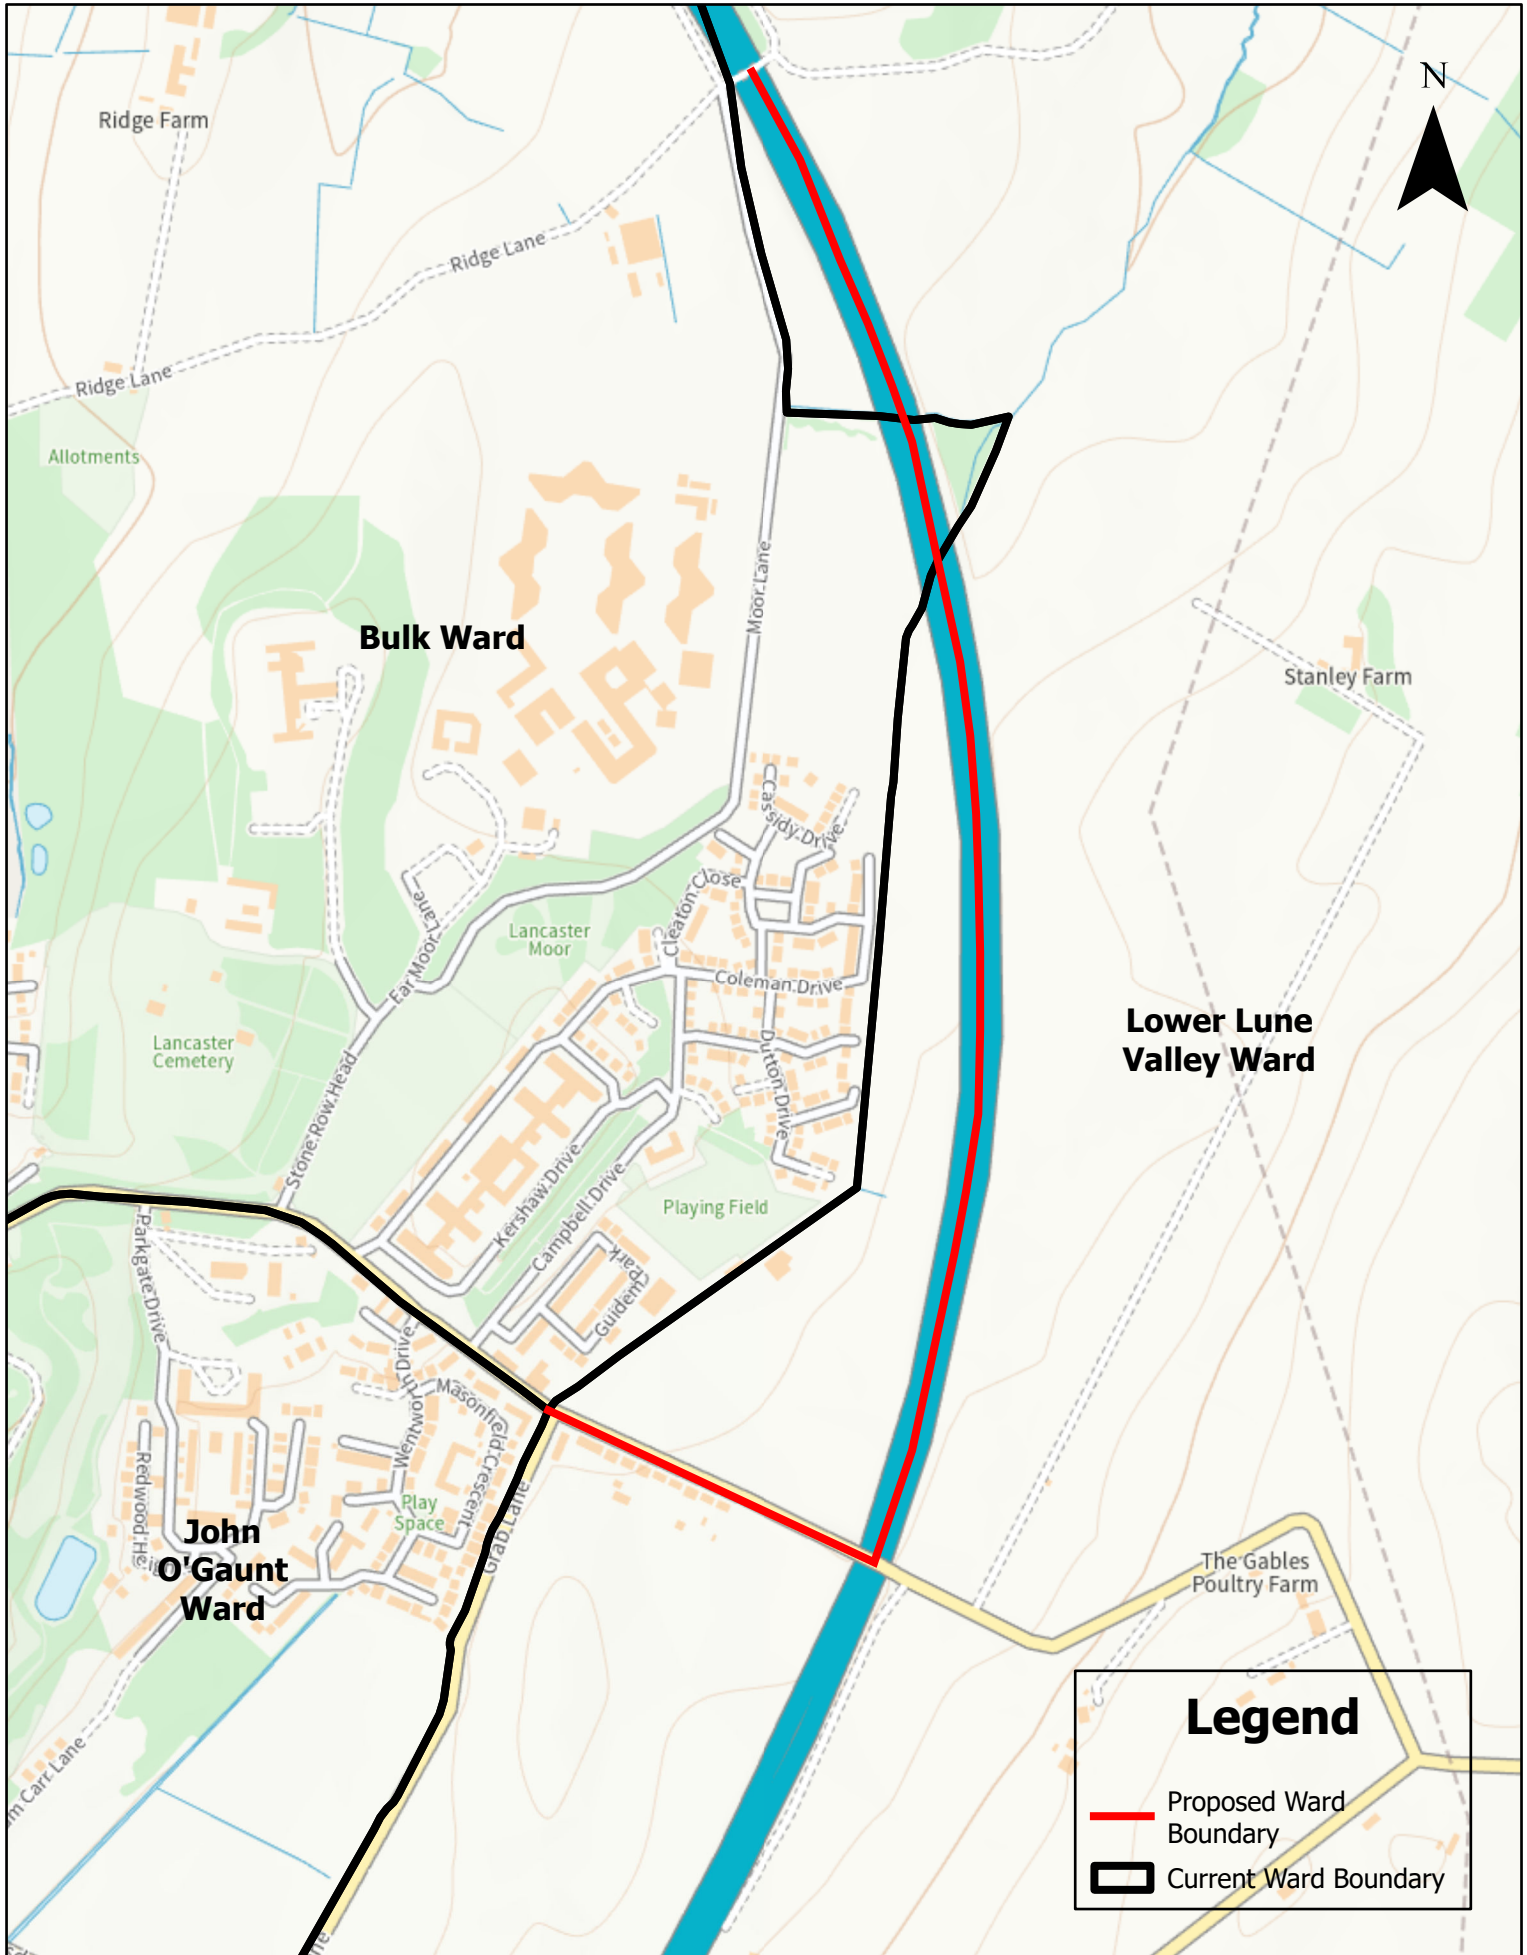 N
Ridge Farm
Ridge Lane
Ridge Lane
Allotments
Moor Lane
Bulk Ward
Stanley Farm
Cassidy Drive
Cleaton Close
Ear Moor Lane
Lancaster
Moor
Coleman Drive
Lower Lune
Valley Ward
Lancaster
Cemetery
Dutton Drive
Stone Row Head
Kershaw Drive
Campbell Drive
Playing Field
Parkgate Drive
Guidem
Park
Wentworth Drive
Masonfield Crescent
Redwood He
Play
Space
Grab Lane
John
O'Gaunt
Ward
The Gables
Poultry Farm
m Carr Lane
Legend
Proposed Ward
Boundary
Current Ward Boundary